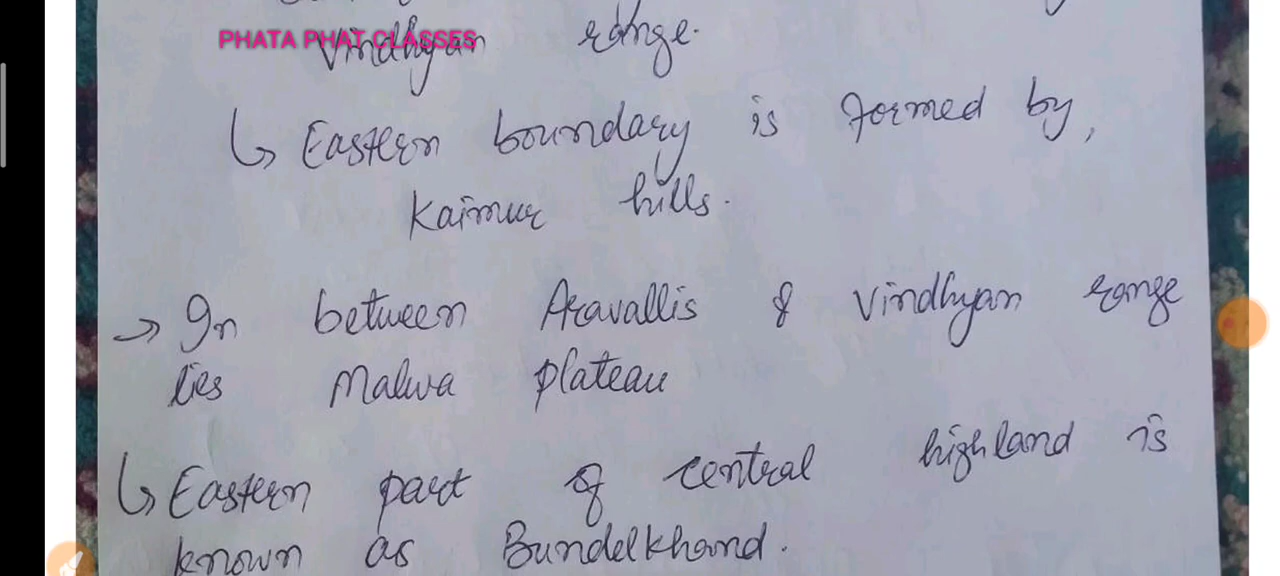 PHATA PHAT CLASSES
Vindhyan range.
↳ Eastern boundary is formed by,
Kaimur hills.
→ In between Aravallis & Vindhyan range
lies Malwa plateau
↳ Eastern part of central highland is
known as Bundelkhand.